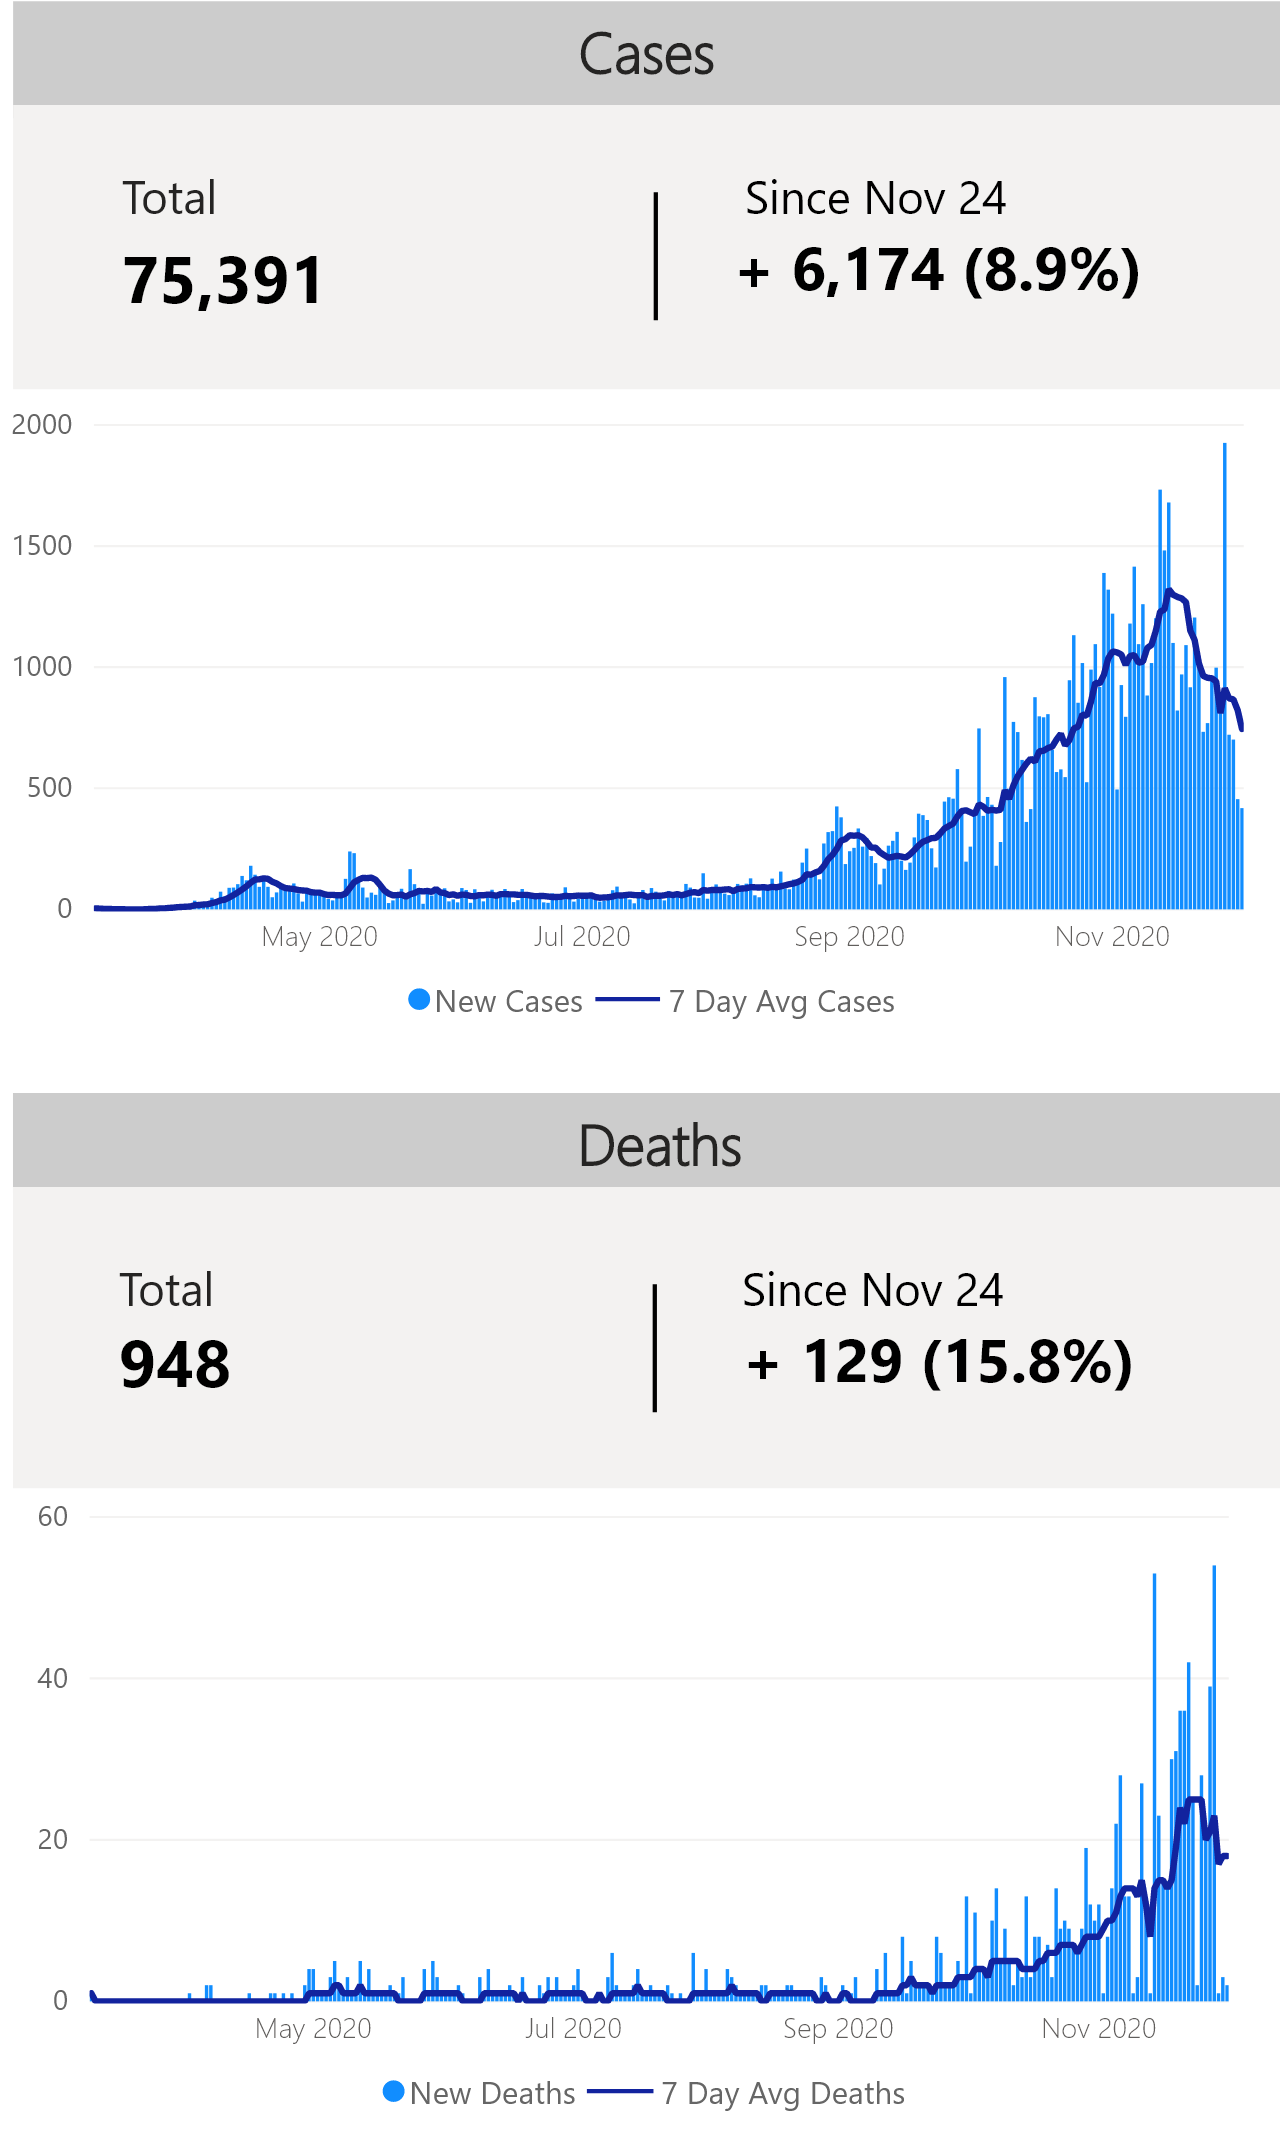 Cases
Total
75,391
Since Nov 24
+ 6,174 (8.9%)
2000
1500
1000
500
0
May 2020
Jul 2020
Sep 2020
Nov 2020
New Cases
7 Day Avg Cases
Deaths
Total
948
Since Nov 24
+ 129 (15.8%)
60
40
20
0
May 2020
Jul 2020
Sep 2020
Nov 2020
New Deaths
7 Day Avg Deaths